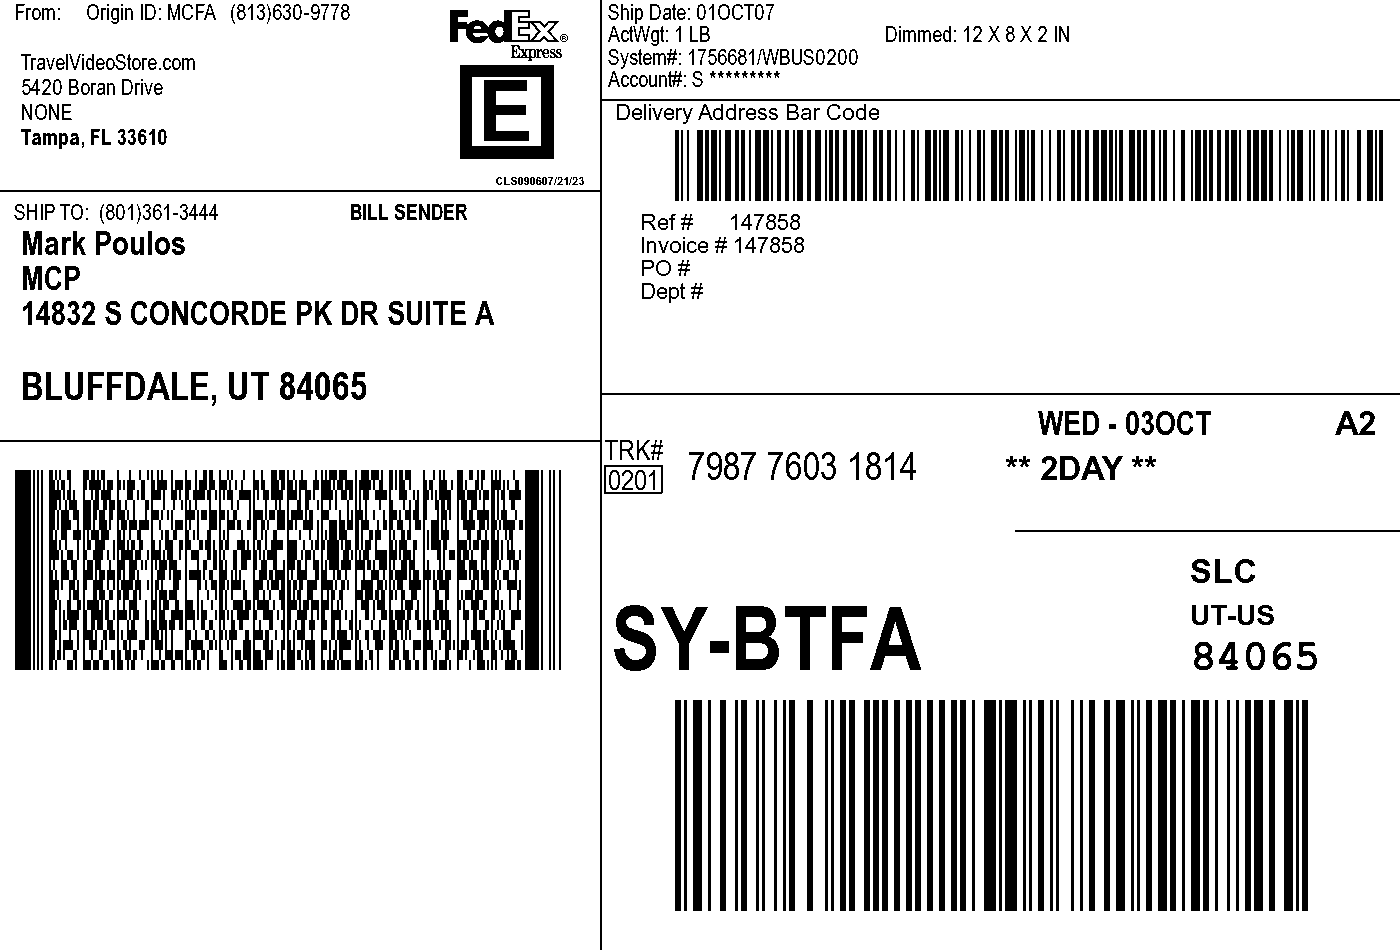 From: Origin ID: MCFA (813)630-9778
TravelVideoStore.com
5420 Boran Drive
NONE
Tampa, FL 33610
FedEx®
Express
E
CLS090607/21/23
Ship Date: 01OCT07
ActWgt: 1 LB Dimmed: 12 X 8 X 2 IN
System#: 1756681/WBUS0200
Account#: S *********
Delivery Address Bar Code
SHIP TO: (801)361-3444 BILL SENDER
Mark Poulos
MCP
14832 S CONCORDE PK DR SUITE A
BLUFFDALE, UT 84065
Ref # 147858
Invoice # 147858
PO #
Dept #
WED - 03OCT A2
TRK# 7987 7603 1814 ** 2DAY **
0201
SLC
SY-BTFA UT-US
84065